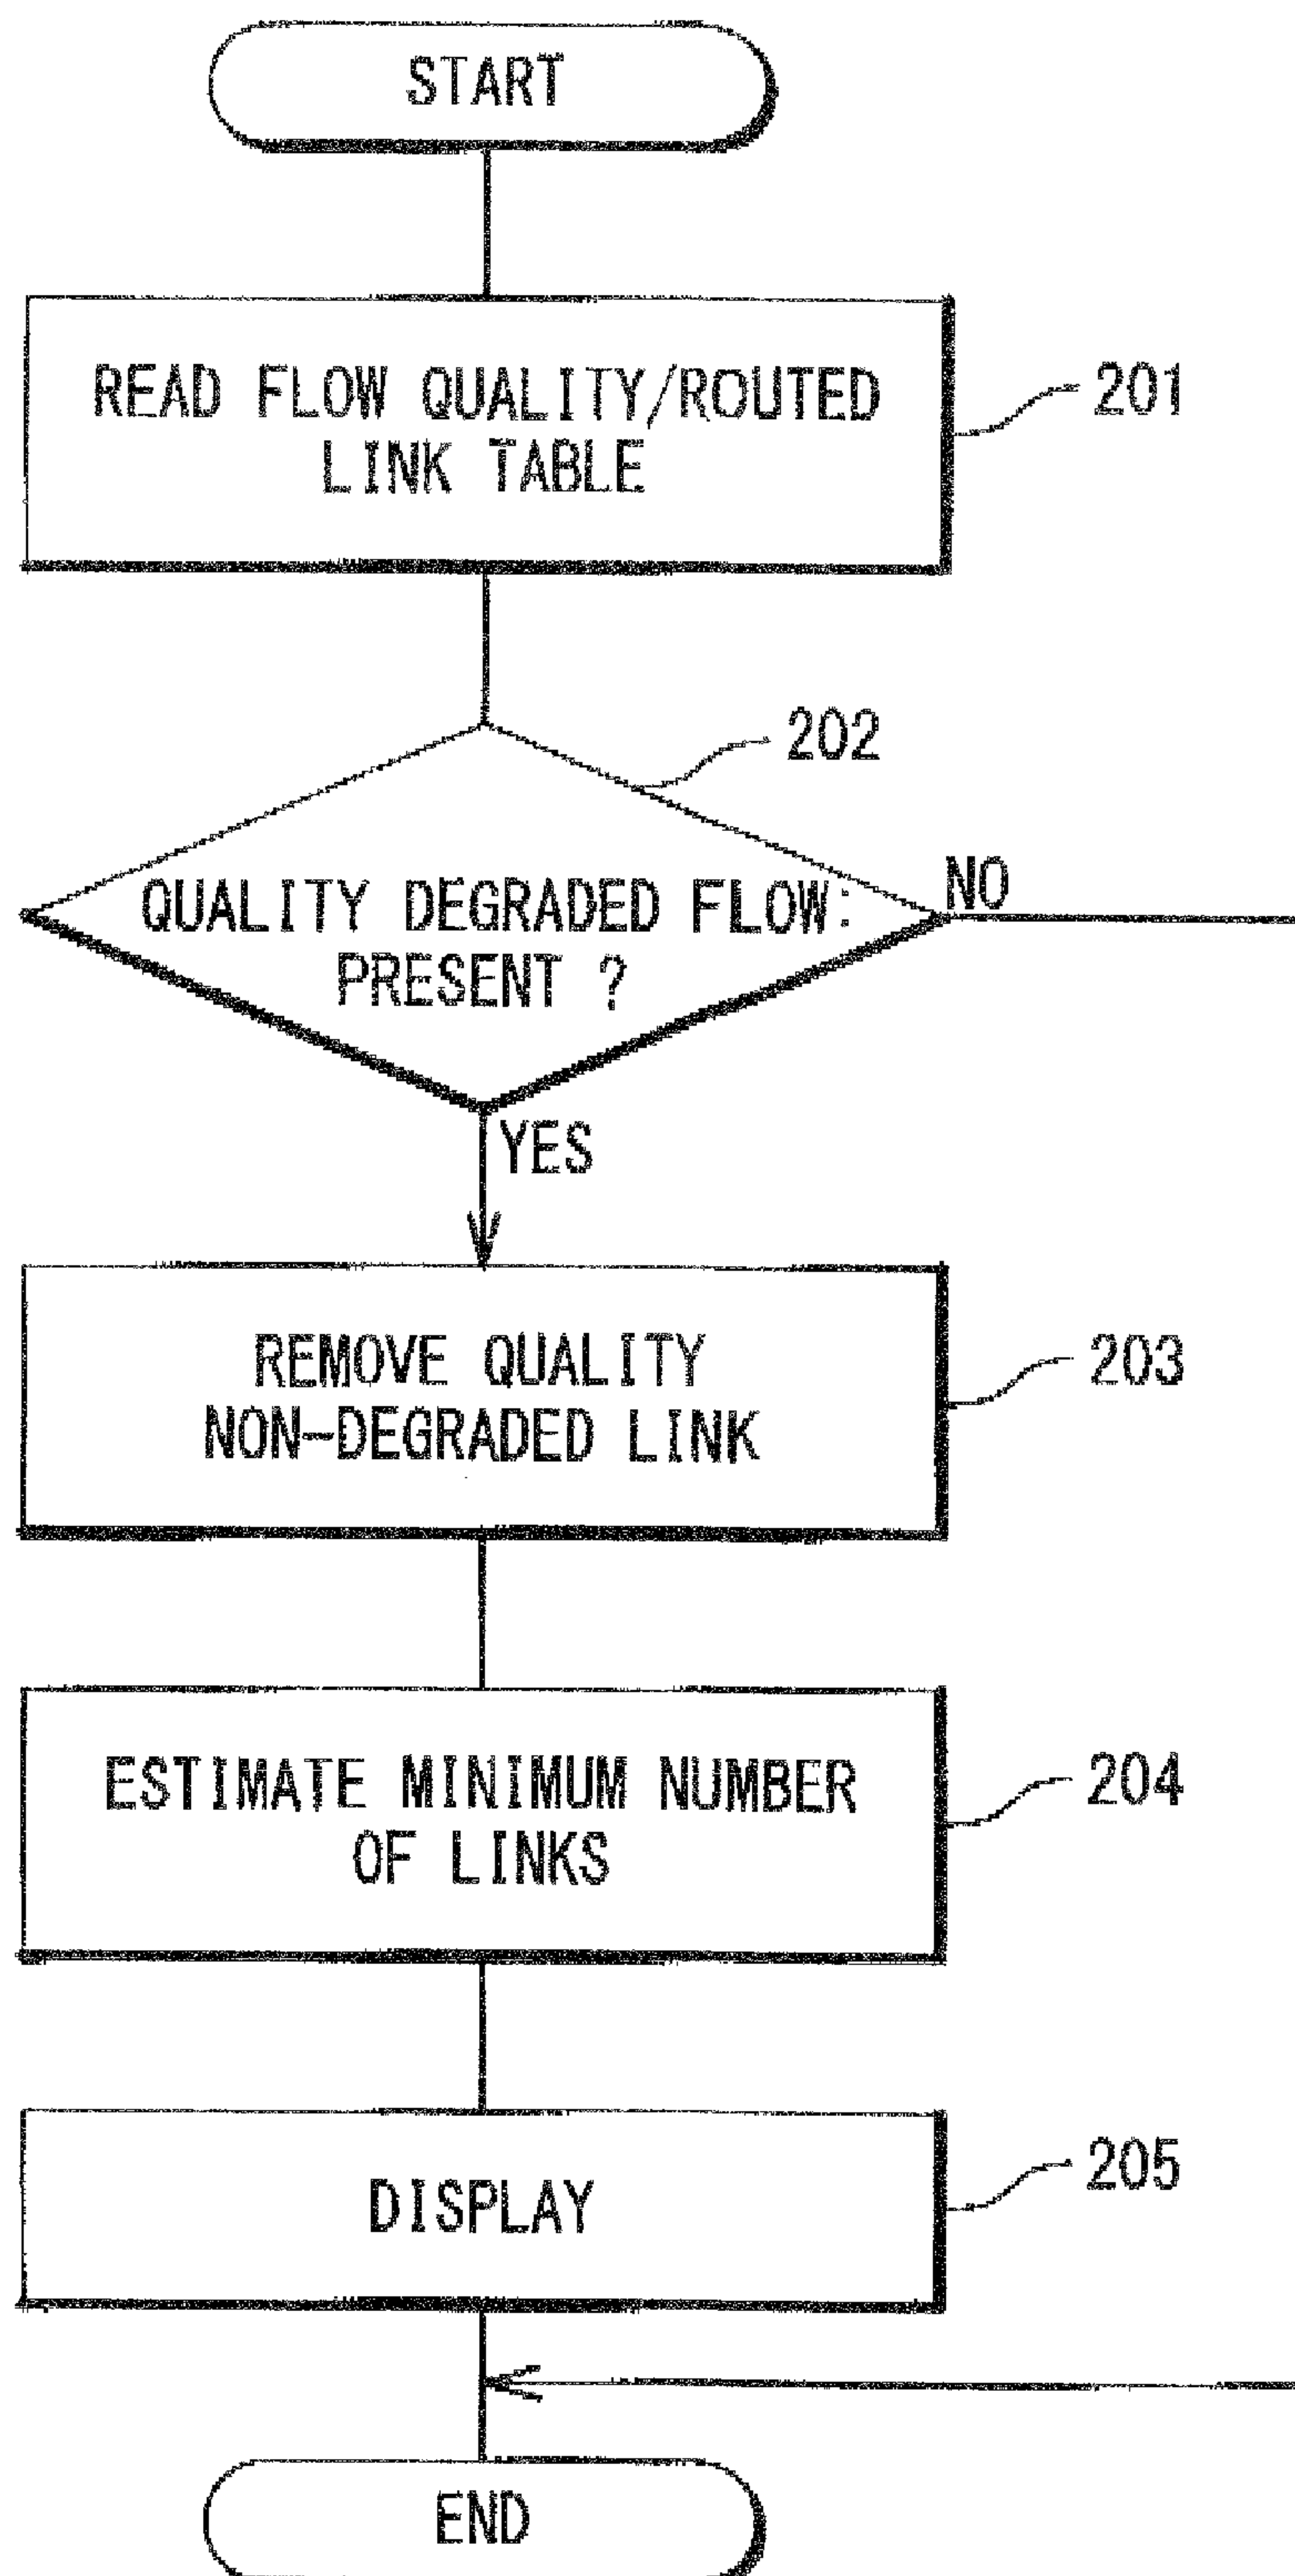 START
READ FLOW QUALITY/ROUTED
LINK TABLE
201
202
QUALITY DEGRADED FLOW:
PRESENT ?
NO
YES
REMOVE QUALITY
NON-DEGRADED LINK
203
ESTIMATE MINIMUM NUMBER
OF LINKS
204
DISPLAY
205
END